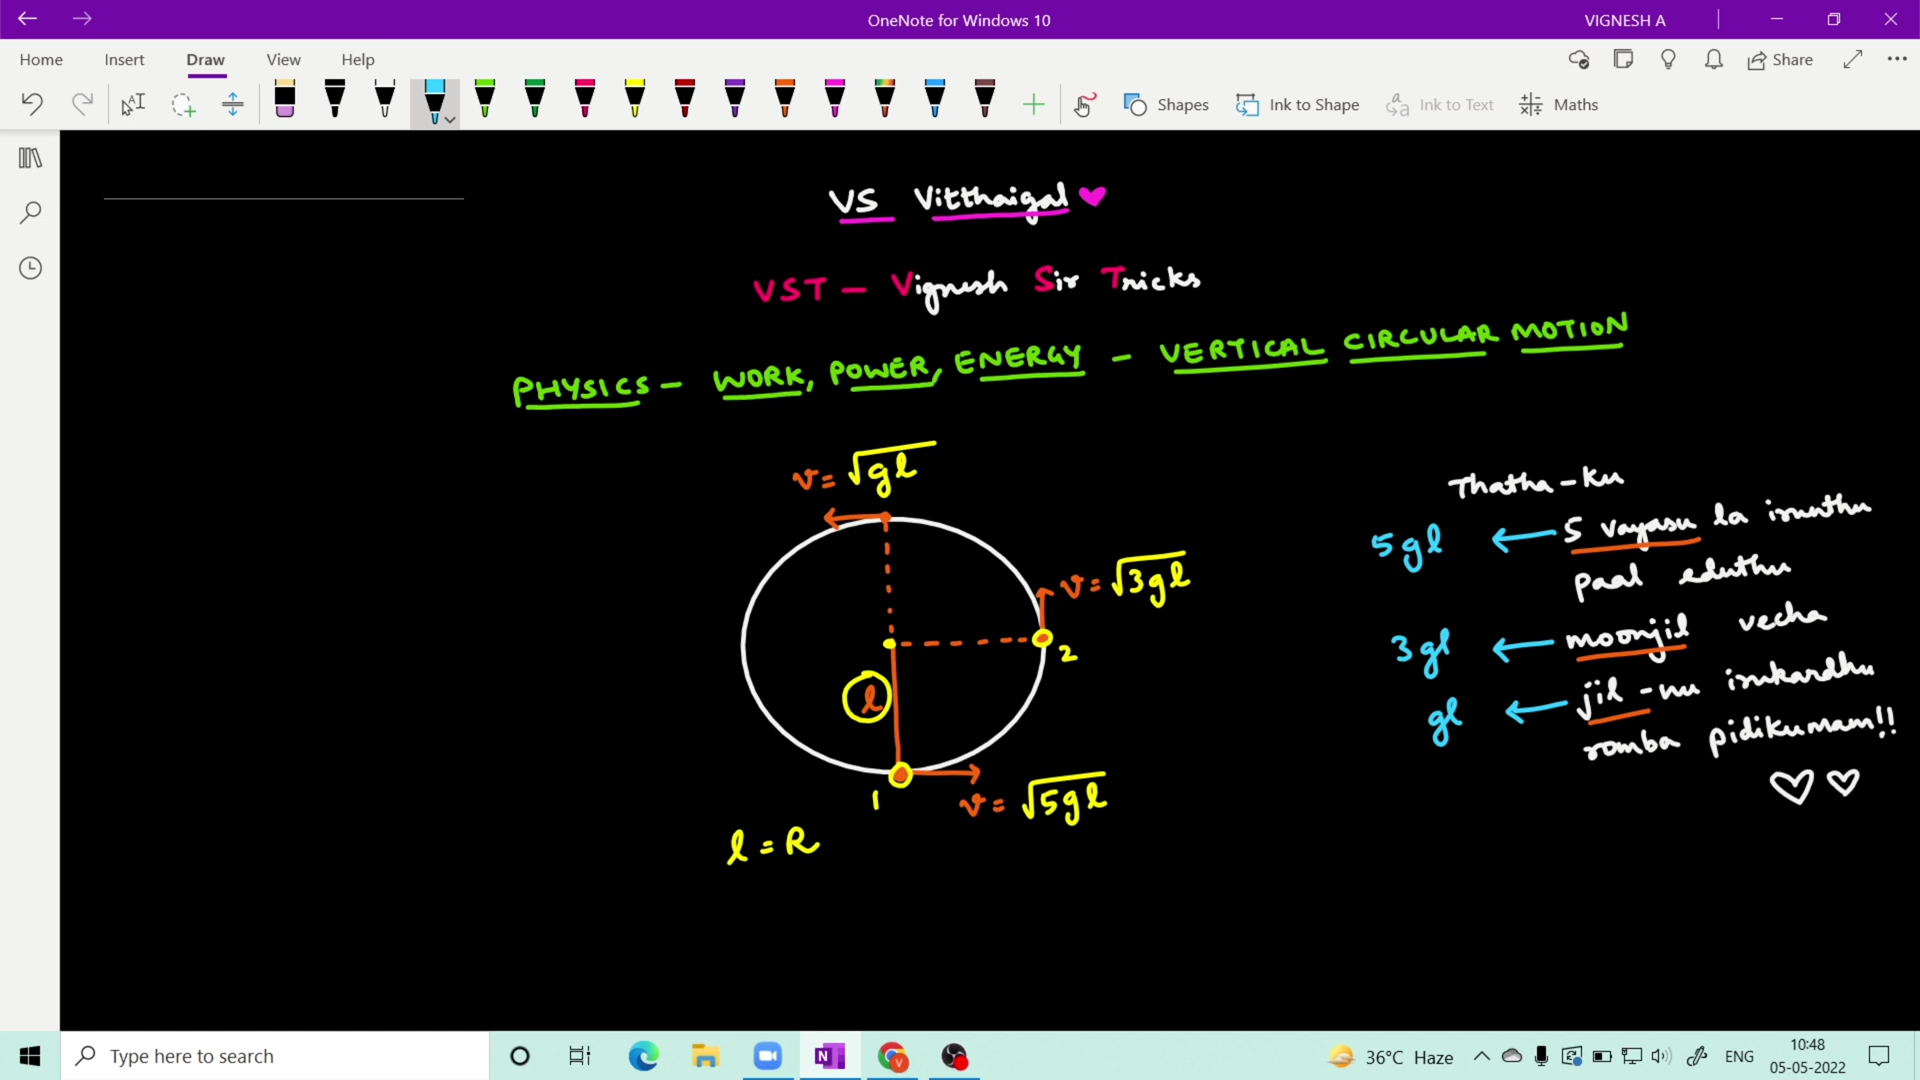 OneNote for Windows 10
VIGNESH A
Home Insert Draw View Help
Share
Shapes Ink to Shape Ink to Text Maths
VS Vitthaigal
VST - Vignesh Sir Tricks
PHYSICS - WORK, POWER, ENERGY - VERTICAL CIRCULAR MOTION
v = √gl
v = √3gl
2
l
1
v = √5gl
l = R
Thatha-ku
5gl ← 5 vayasu la irunthu
paal eduthu
3gl ← moonjil vecha
gl ← jil-nu irukardhu
romba pidikumam!!
Type here to search
36°C Haze
ENG
10:48
05-05-2022